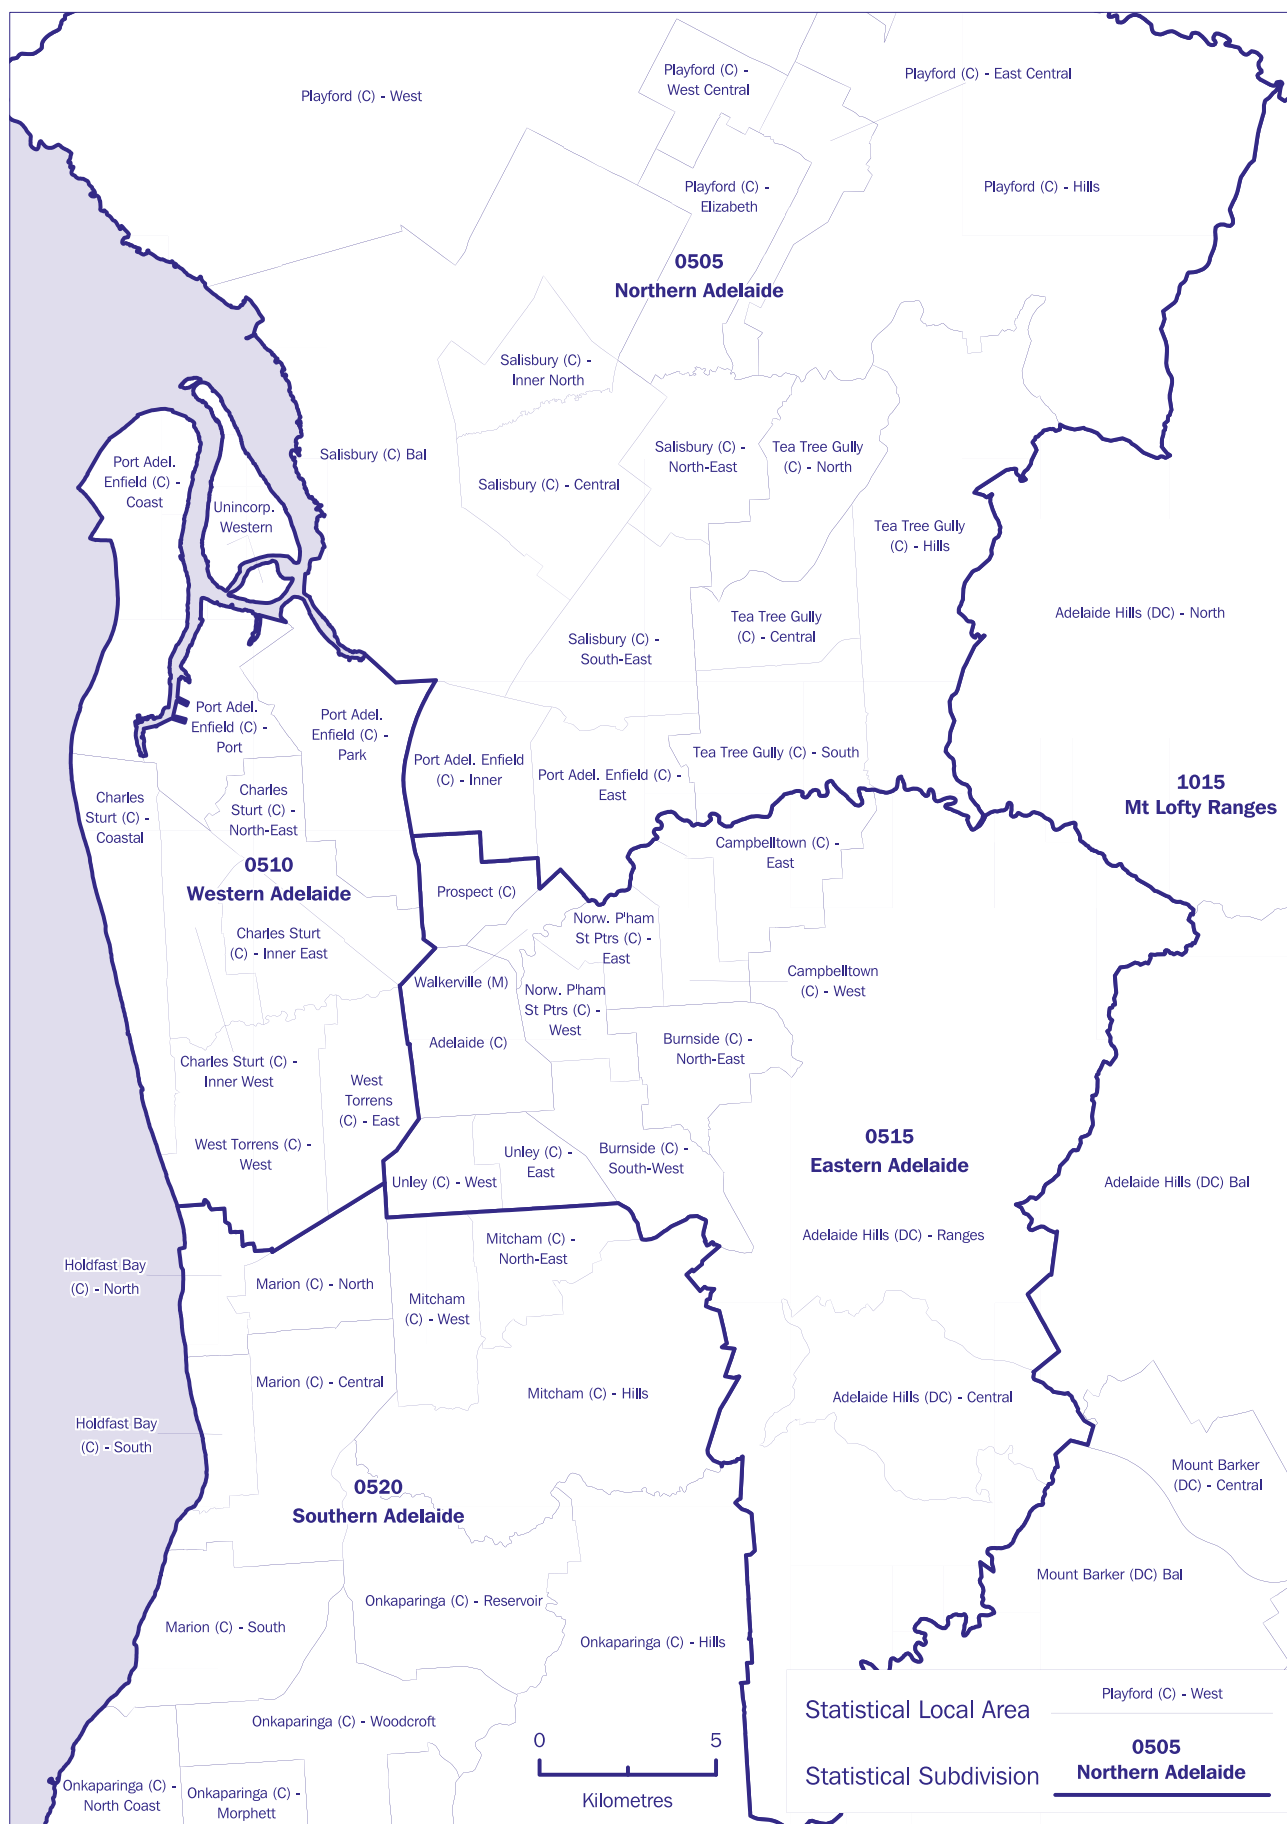 Playford (C) - West
Playford (C) -
West Central
Playford (C) - East Central
Playford (C) -
Elizabeth
Playford (C) - Hills
0505
Northern Adelaide
Salisbury (C) -
Inner North
Salisbury (C) Bal
Salisbury (C) - Central
Salisbury (C) -
North-East
Tea Tree Gully
(C) - North
Port Adel.
Enfield (C) -
Coast
Unincorp.
Western
Tea Tree Gully
(C) - Hills
Adelaide Hills (DC) - North
Tea Tree Gully
(C) - Central
Salisbury (C) -
South-East
Port Adel.
Enfield (C) -
Port
Port Adel.
Enfield (C) -
Park
Port Adel. Enfield
(C) - Inner
Port Adel. Enfield (C) -
East
Tea Tree Gully (C) - South
1015
Mt Lofty Ranges
Charles
Sturt (C) -
Coastal
Charles
Sturt (C) -
North-East
Campbelltown (C) -
East
0510
Western Adelaide
Prospect (C)
Charles Sturt
(C) - Inner East
Norw. P'ham
St Ptrs (C) -
East
Walkerville (M)
Norw. P'ham
St Ptrs (C) -
West
Campbelltown
(C) - West
Adelaide (C)
Burnside (C) -
North-East
Charles Sturt (C) -
Inner West
West
Torrens
(C) - East
West Torrens (C) -
West
0515
Eastern Adelaide
Unley (C) - West
Unley (C) -
East
Burnside (C) -
South-West
Adelaide Hills (DC) Bal
Adelaide Hills (DC) - Ranges
Mitcham (C) -
North-East
Holdfast Bay
(C) - North
Marion (C) - North
Mitcham
(C) - West
Marion (C) - Central
Mitcham (C) - Hills
Adelaide Hills (DC) - Central
Holdfast Bay
(C) - South
Mount Barker
(DC) - Central
0520
Southern Adelaide
Mount Barker (DC) Bal
Onkaparinga (C) - Reservoir
Marion (C) - South
Onkaparinga (C) - Hills
Onkaparinga (C) - Woodcroft
Onkaparinga (C) -
North Coast
Onkaparinga (C) -
Morphett
0 5
Kilometres
Statistical Local Area
Playford (C) - West
Statistical Subdivision
0505
Northern Adelaide